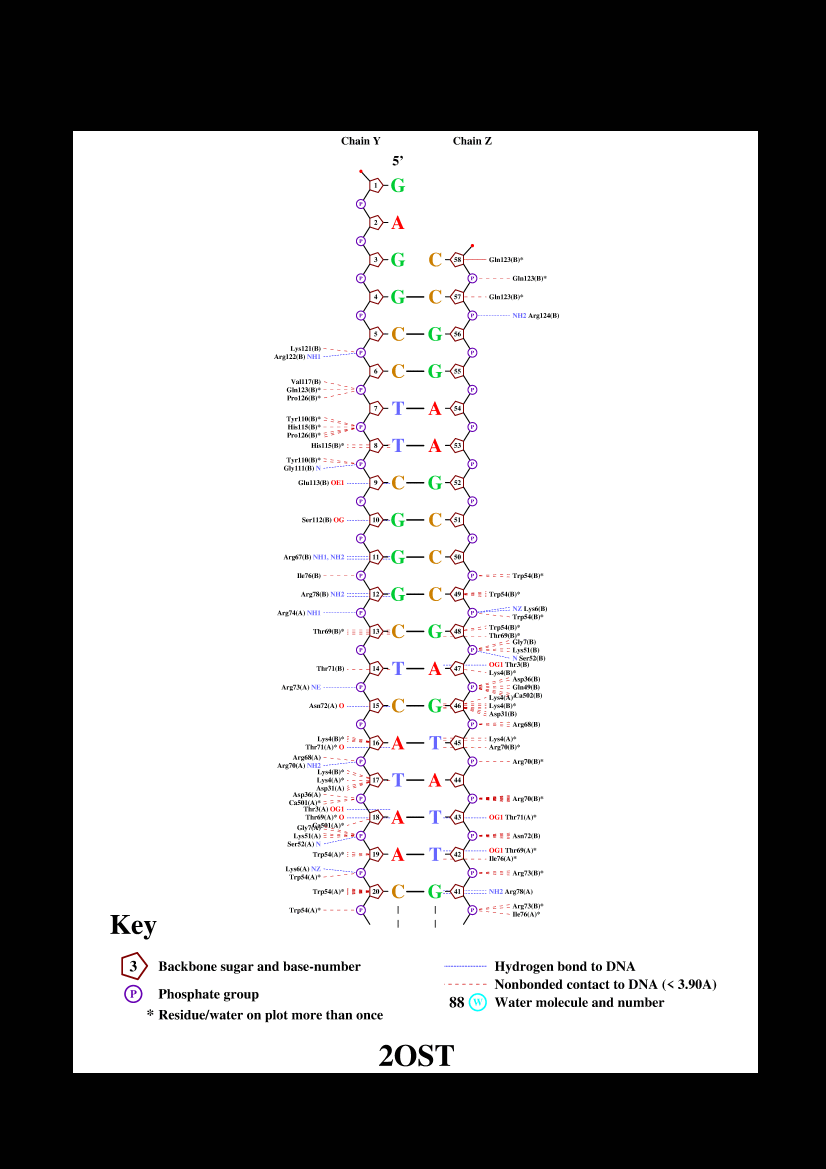 Chain Y Chain Z
5’
1 G
P
2 A
P
3 G C 58 Gln123(B)*
P P Gln123(B)*
4 G C 57 Gln123(B)*
P P NH2 Arg124(B)
5 C G 56
Lys121(B)
Arg122(B) NH1 P P
6 C G 55
Val117(B)
Gln123(B)* P P
Pro126(B)*
7 T A 54
Tyr110(B)*
His115(B)* P P
Pro126(B)*
His115(B)* 8 T A 53
Tyr110(B)* P P
Gly111(B) N
Glu113(B) OE1 9 C G 52
P P
Ser112(B) OG 10 G C 51
P P
Arg67(B) NH1, NH2 11 G C 50
Ile76(B) P P Trp54(B)*
Arg78(B) NH2 12 G C 49 Trp54(B)*
NZ Lys6(B)
Arg74(A) NH1 P P Trp54(B)*
Trp54(B)*
Thr69(B)* 13 C G 48 Thr69(B)*
Gly7(B)
P P Lys51(B)
N Ser52(B)
OG1 Thr3(B)
Thr71(B) 14 T A 47 Lys4(B)*
Asp36(B)
Arg73(A) NE P P Gln49(B)
Ca502(B)
Lys4(A)*
Asn72(A) O 15 C G 46 Lys4(B)*
Asp31(B)
P P Arg68(B)
Lys4(B)* 16 A T 45 Lys4(A)*
Thr71(A)* O Arg70(B)*
Arg68(A) P P Arg70(B)*
Arg70(A) NH2
Lys4(B)*
Lys4(A)* 17 T A 44
Asp31(A)
Asp36(A) P P Arg70(B)*
Ca501(A)*
Thr3(A) OG1
Thr69(A)* O 18 A T 43 OG1 Thr71(A)*
Ca501(A)*
Gly7(A)
Lys51(A) P P Asn72(B)
Ser52(A) N
Trp54(A)* 19 A T 42 OG1 Thr69(A)*
Ile76(A)*
Lys6(A) NZ P P Arg73(B)*
Trp54(A)*
Trp54(A)* 20 C G 41 NH2 Arg78(A)
Trp54(A)* P P Arg73(B)*
Ile76(A)*
Key
3 Backbone sugar and base-number
P Phosphate group
* Residue/water on plot more than once
Hydrogen bond to DNA
Nonbonded contact to DNA (< 3.90A)
88 W Water molecule and number
2OST